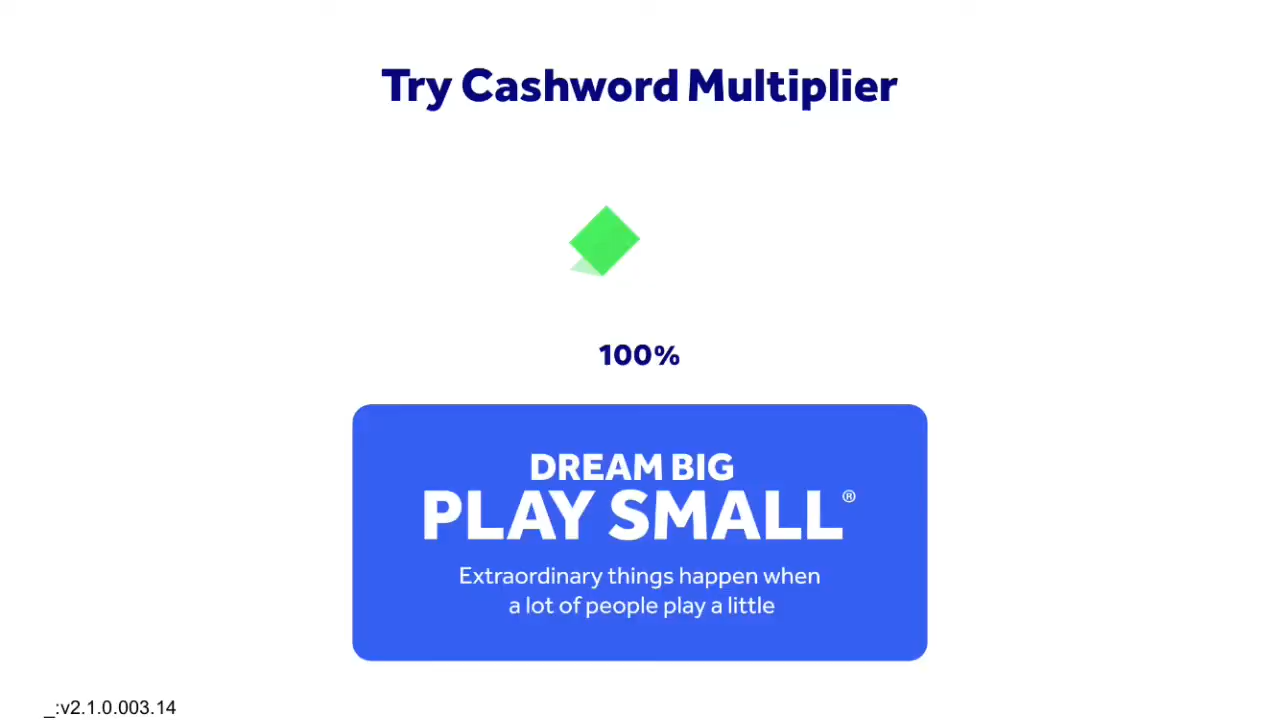 Try Cashword Multiplier
100%
DREAM BIG
PLAY SMALL®
Extraordinary things happen when
a lot of people play a little
_:v2.1.0.003.14